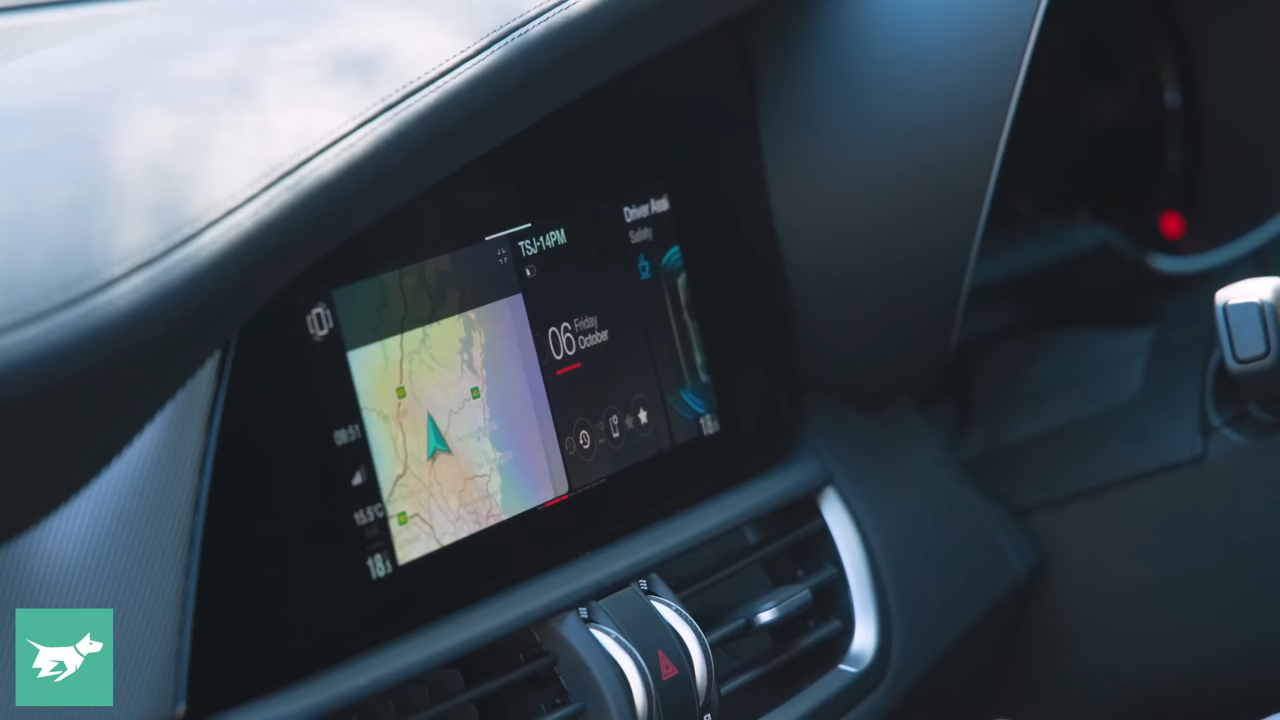 TSJ-14PM
Driver Assi
Safety
06
Friday
October
09:51
15.5°C
18.
18.